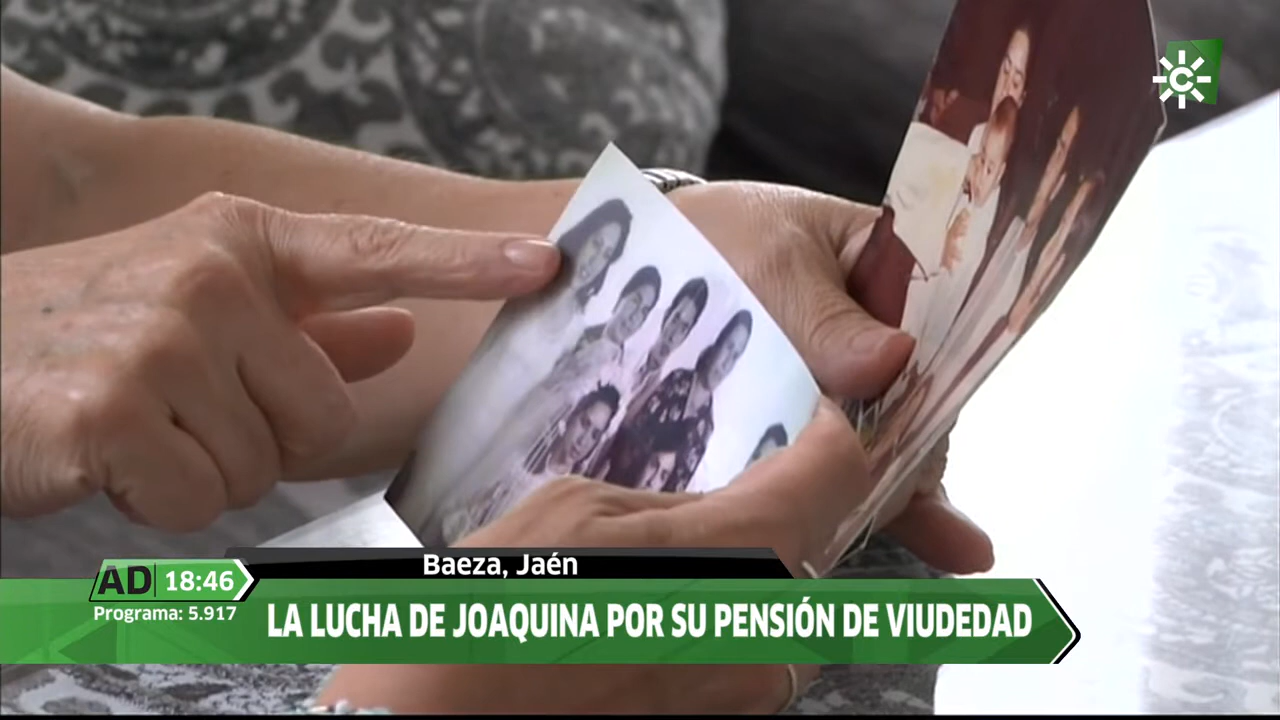 Baeza, Jaén
AD 18:46
Programa: 5.917
LA LUCHA DE JOAQUINA POR SU PENSIÓN DE VIUDEDAD
C